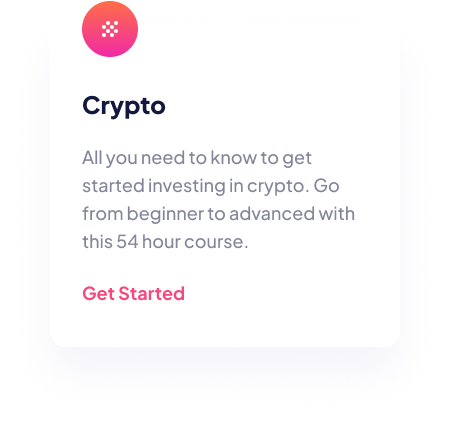 Crypto
All you need to know to get
started investing in crypto. Go
from beginner to advanced with
this 54 hour course.
Get Started